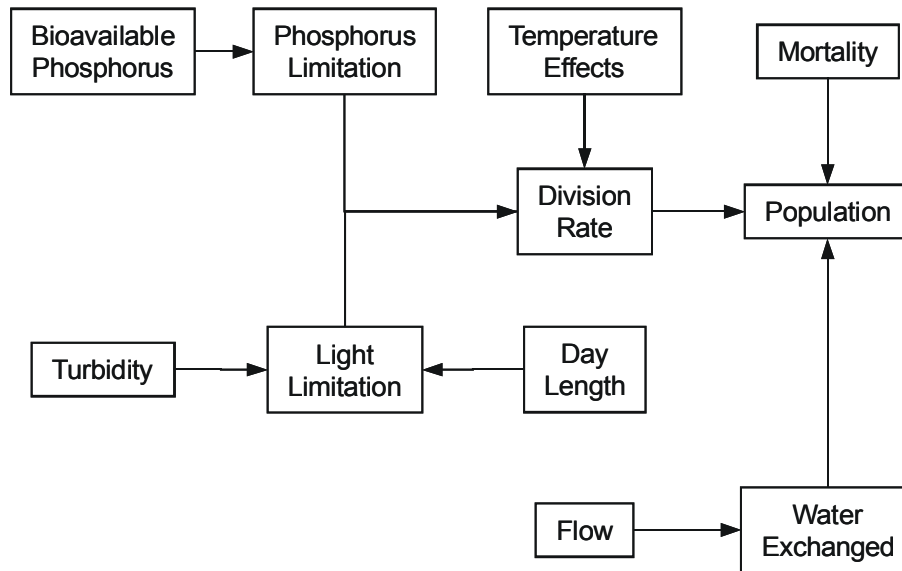 Bioavailable
Phosphorus
Phosphorus
Limitation
Temperature
Effects
Mortality
Division
Rate
Population
Turbidity
Light
Limitation
Day
Length
Flow
Water
Exchanged